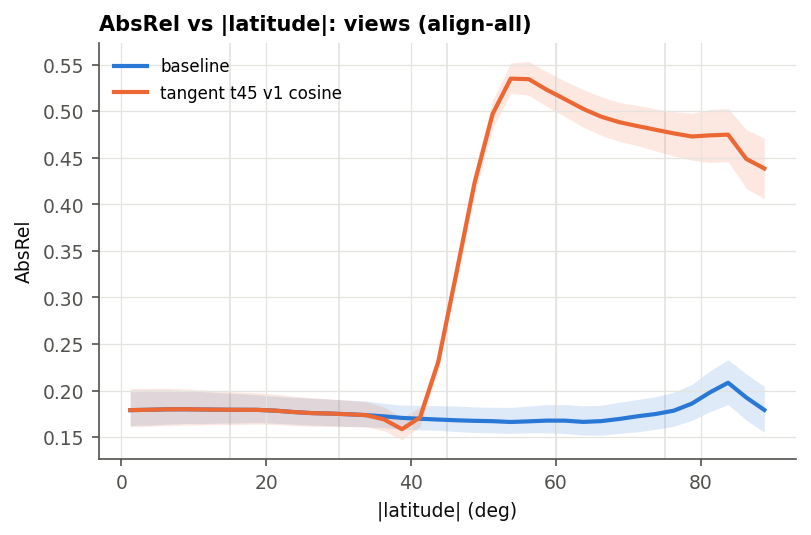 AbsRel vs |latitude|: views (align-all)
baseline
tangent t45 v1 cosine
0.55
0.50
0.45
0.40
0.35
0.30
0.25
0.20
0.15
AbsRel
0 20 40 60 80
|latitude| (deg)